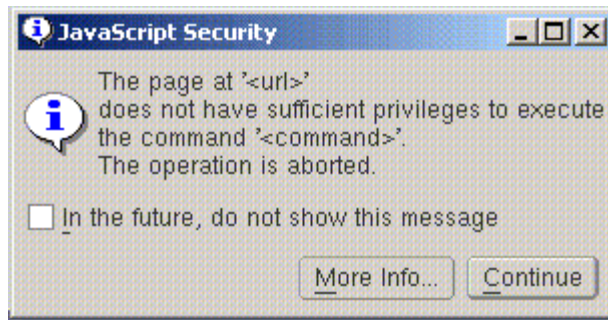 JavaScript Security
The page at '<url>'
does not have sufficient privileges to execute
the command '<command>'.
The operation is aborted.
In the future, do not show this message
More Info... Continue